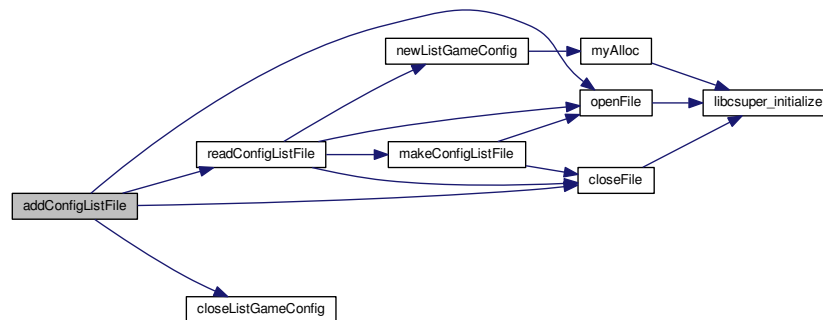 newListGameConfig
myAlloc
openFile
libcsuper_initialize
readConfigListFile
makeConfigListFile
closeFile
addConfigListFile
closeListGameConfig